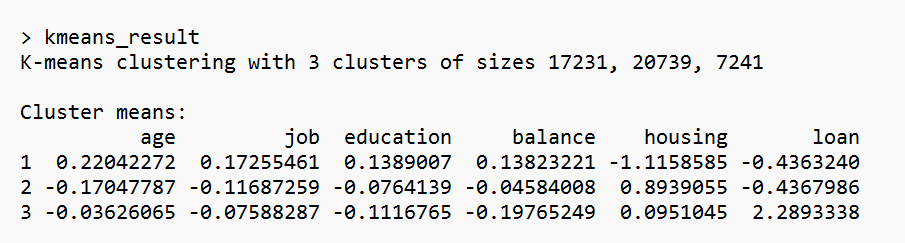 > kmeans_result
K-means clustering with 3 clusters of sizes 17231, 20739, 7241
Cluster means:
age job education balance housing loan
1 0.22042272 0.17255461 0.1389007 0.13823221 -1.1158585 -0.4363240
2 -0.17047787 -0.11687259 -0.0764139 -0.04584008 0.8939055 -0.4367986
3 -0.03626065 -0.07588287 -0.1116765 -0.19765249 0.0951045 2.2893338